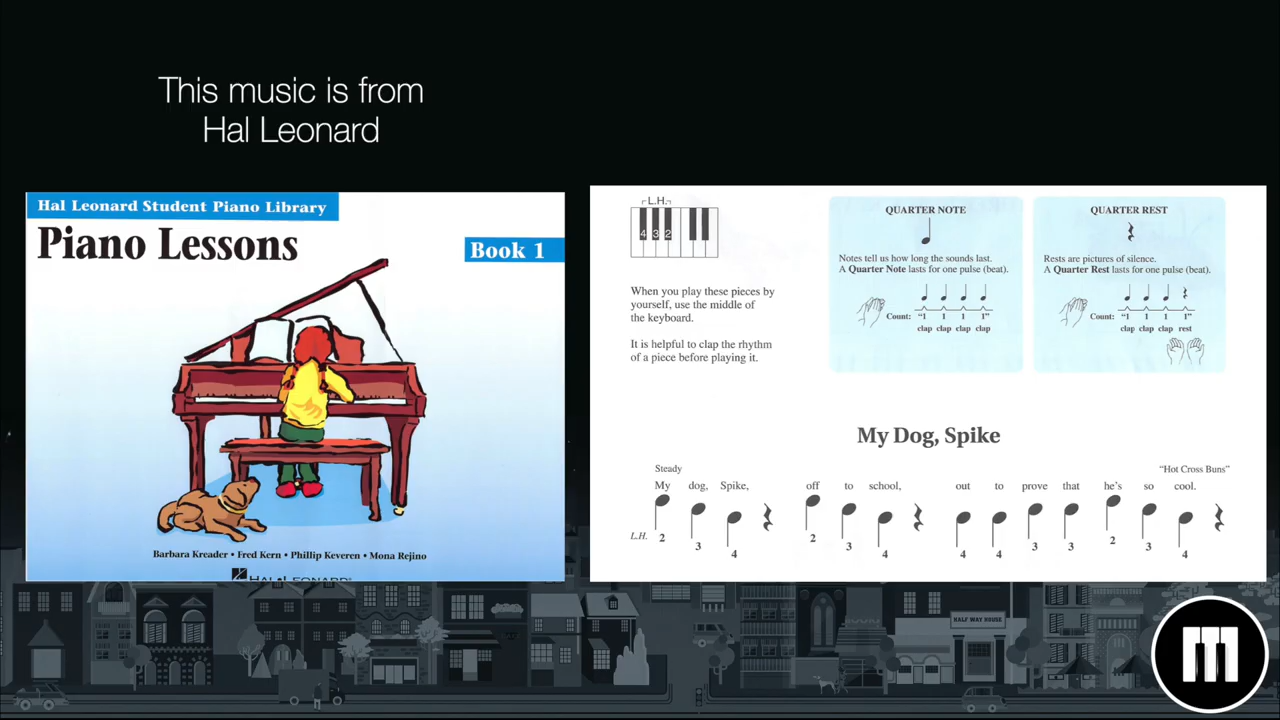 This music is from
Hal Leonard
Hal Leonard Student Piano Library
Piano Lessons
Book 1
Barbara Kreader • Fred Kern • Phillip Keveren • Mona Rejino
HAL•LEONARD®
L.H.
4 3 2
When you play these pieces by
yourself, use the middle of
the keyboard.
It is helpful to clap the rhythm
of a piece before playing it.
QUARTER NOTE
Notes tell us how long the sounds last.
A Quarter Note lasts for one pulse (beat).
Count: “1 1 1 1”
clap clap clap clap
QUARTER REST
Rests are pictures of silence.
A Quarter Rest lasts for one pulse (beat).
Count: “1 1 1 1”
clap clap clap rest
My Dog, Spike
Steady
“Hot Cross Buns”
My dog, Spike, off to school, out to prove that he’s so cool.
L.H. 2 3 4 2 3 4 4 4 3 3 2 3 4
HALF WAY HOUSE